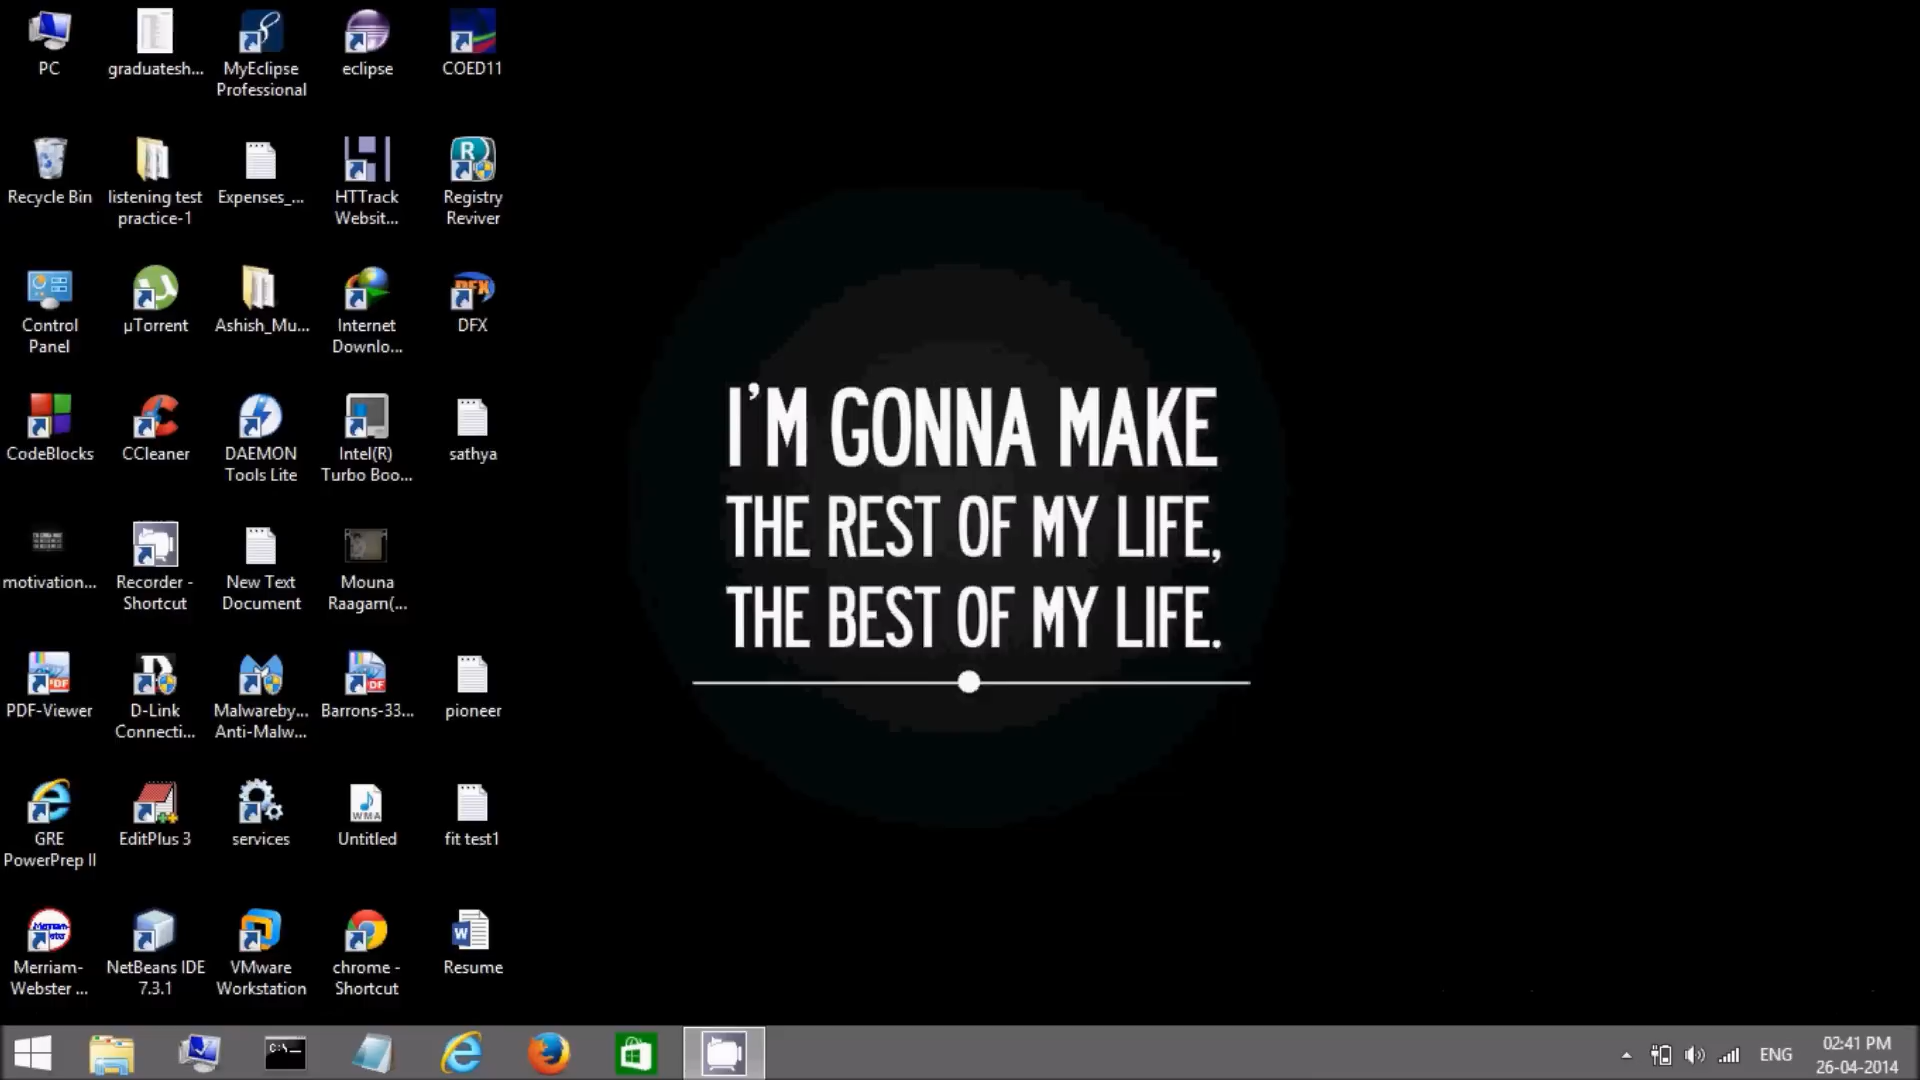 PC
graduatesh...
MyEclipse
Professional
eclipse
COED11
Recycle Bin
listening test
practice-1
Expenses_...
HTTrack
Websit...
R
Registry
Reviver
Control
Panel
µTorrent
Ashish_Mu...
Internet
Downlo...
DFX
DFX
CodeBlocks
CCleaner
DAEMON
Tools Lite
Intel(R)
Turbo Boo...
sathya
motivation...
Recorder -
Shortcut
New Text
Document
Mouna
Raagam(...
PDF
PDF-Viewer
D-Link
Connecti...
Malwareby...
Anti-Malw...
PDF
Barrons-33...
pioneer
GRE
PowerPrep II
EditPlus 3
services
WMA
Untitled
fit test1
Merriam-
Webster ...
NetBeans IDE
7.3.1
VMware
Workstation
chrome -
Shortcut
W
Resume
I'M GONNA MAKE
THE REST OF MY LIFE,
THE BEST OF MY LIFE.
C:\
ENG
02:41 PM
26-04-2014